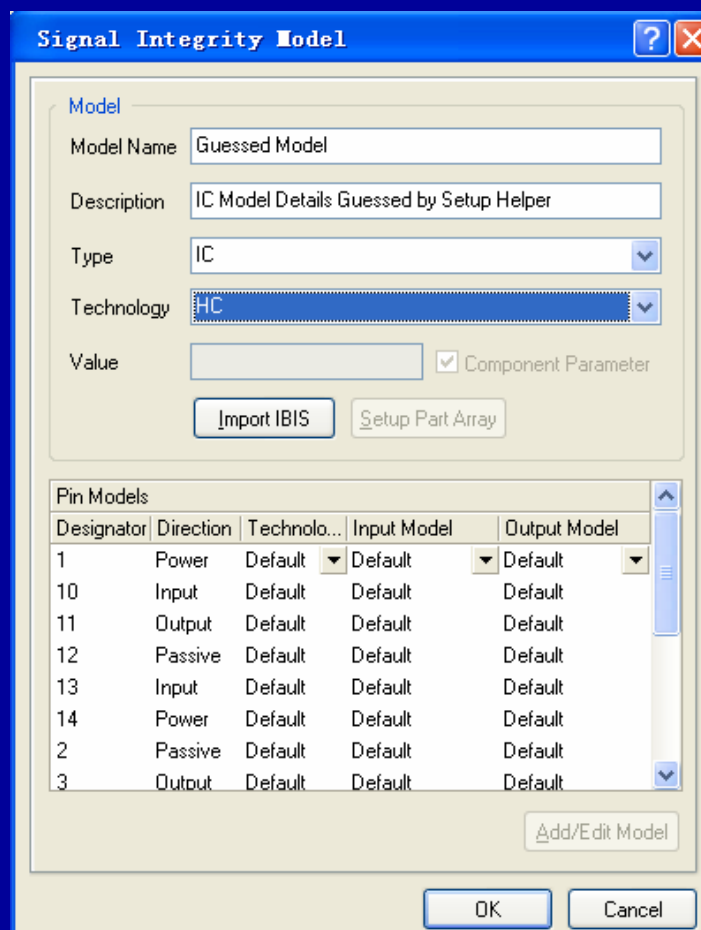 Signal Integrity Model
Model
Model Name Guessed Model
Description IC Model Details Guessed by Setup Helper
Type IC
Technology HC
Value Component Parameter
Import IBIS Setup Part Array
Pin Models
Designator Direction Technolo... Input Model Output Model
1 Power Default Default Default
10 Input Default Default Default
11 Output Default Default Default
12 Passive Default Default Default
13 Input Default Default Default
14 Power Default Default Default
2 Passive Default Default Default
3 Output Default Default Default
Add/Edit Model
OK Cancel